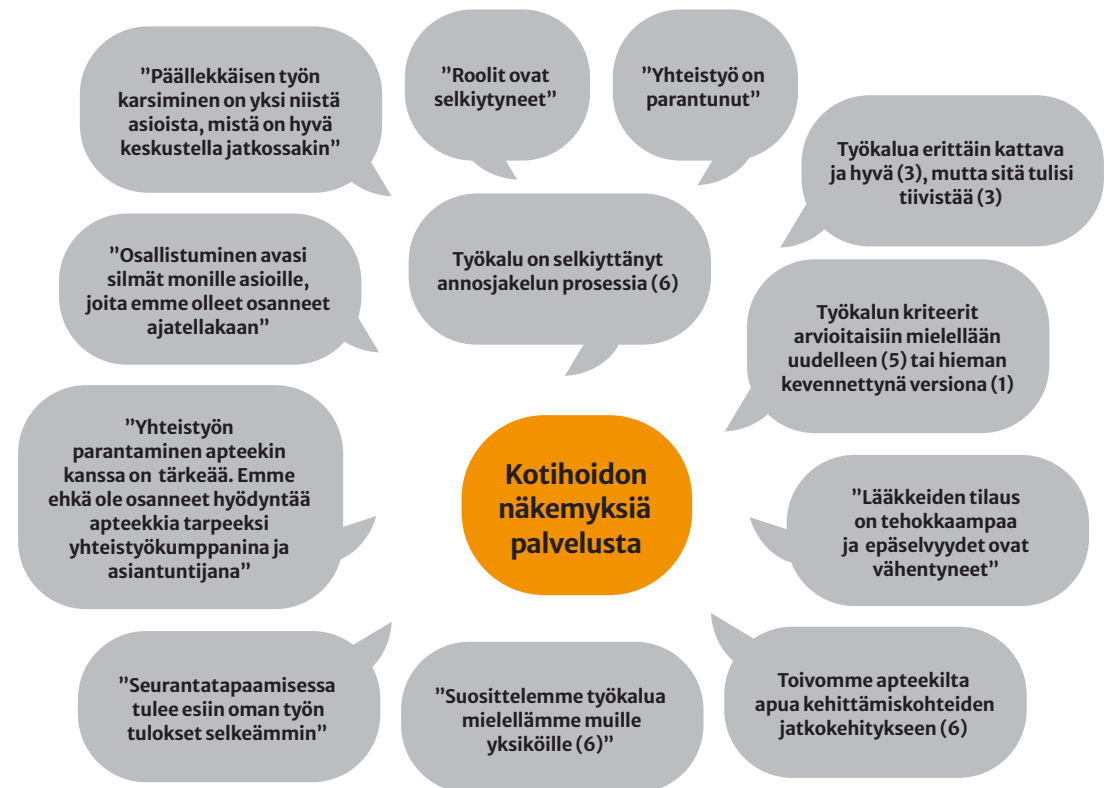 ”Päällekkäisen työn
karsiminen on yksi niistä
asioista, mistä on hyvä
keskustella jatkossakin”
”Roolit ovat
selkiytyneet”
”Yhteistyö on
parantunut”
Työkalua erittäin kattava
ja hyvä (3), mutta sitä tulisi
tiivistää (3)
”Osallistuminen avasi
silmät monille asioille,
joita emme olleet osanneet
ajatellakaan”
Työkalu on selkiyttänyt
annosjakelun prosessia (6)
Työkalun kriteerit
arvioitaisiin mielellään
uudelleen (5) tai hieman
kevennettynä versiona (1)
”Yhteistyön
parantaminen apteekin
kanssa on tärkeää. Emme
ehkä ole osanneet hyödyntää
apteekkia tarpeeksi
yhteistyökumppanina ja
asiantuntijana”
Kotihoidon
näkemyksiä
palvelusta
”Lääkkeiden tilaus
on tehokkaampaa
ja epäselvyydet ovat
vähentyneet”
”Seurantatapaamisessa
tulee esiin oman työn
tulokset selkeämmin”
”Suosittelemme työkalua
mielellämme muille
yksiköille (6)”
Toivomme apteekilta
apua kehittämiskohteiden
jatkokehitykseen (6)